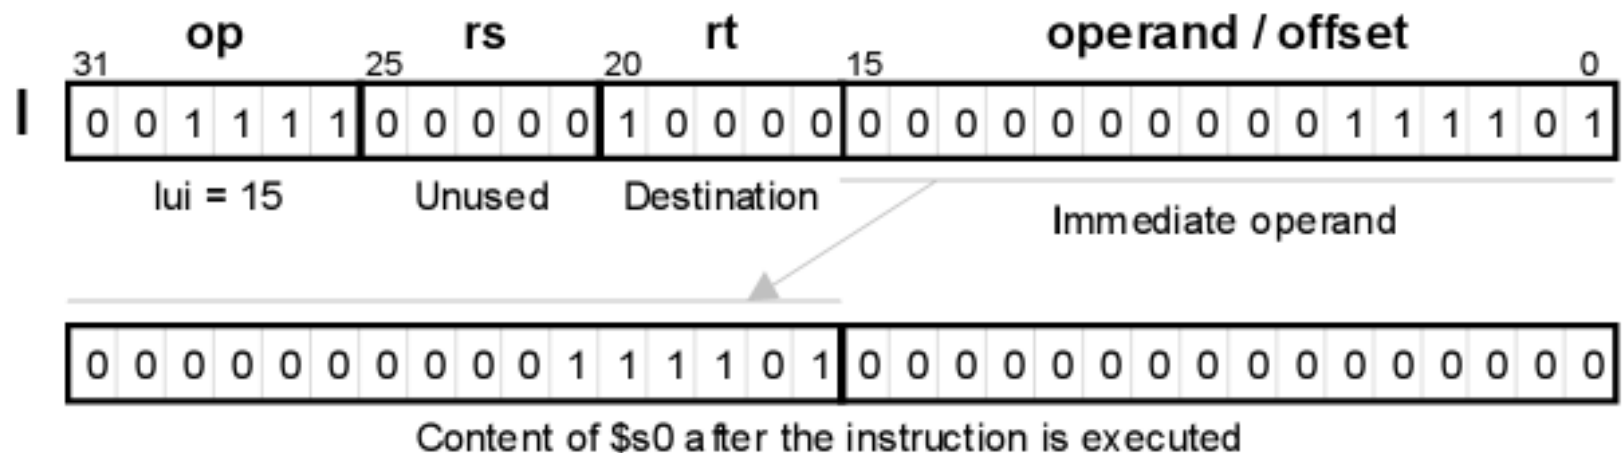 op rs rt operand / offset
31 25 20 15 0
I 0 0 1 1 1 1 0 0 0 0 0 1 0 0 0 0 0 0 0 0 0 0 0 0 0 0 1 1 1 1 0 1
lui = 15 Unused Destination Immediate operand
0 0 0 0 0 0 0 0 0 0 1 1 1 1 0 1 0 0 0 0 0 0 0 0 0 0 0 0 0 0 0 0
Content of $s0 after the instruction is executed